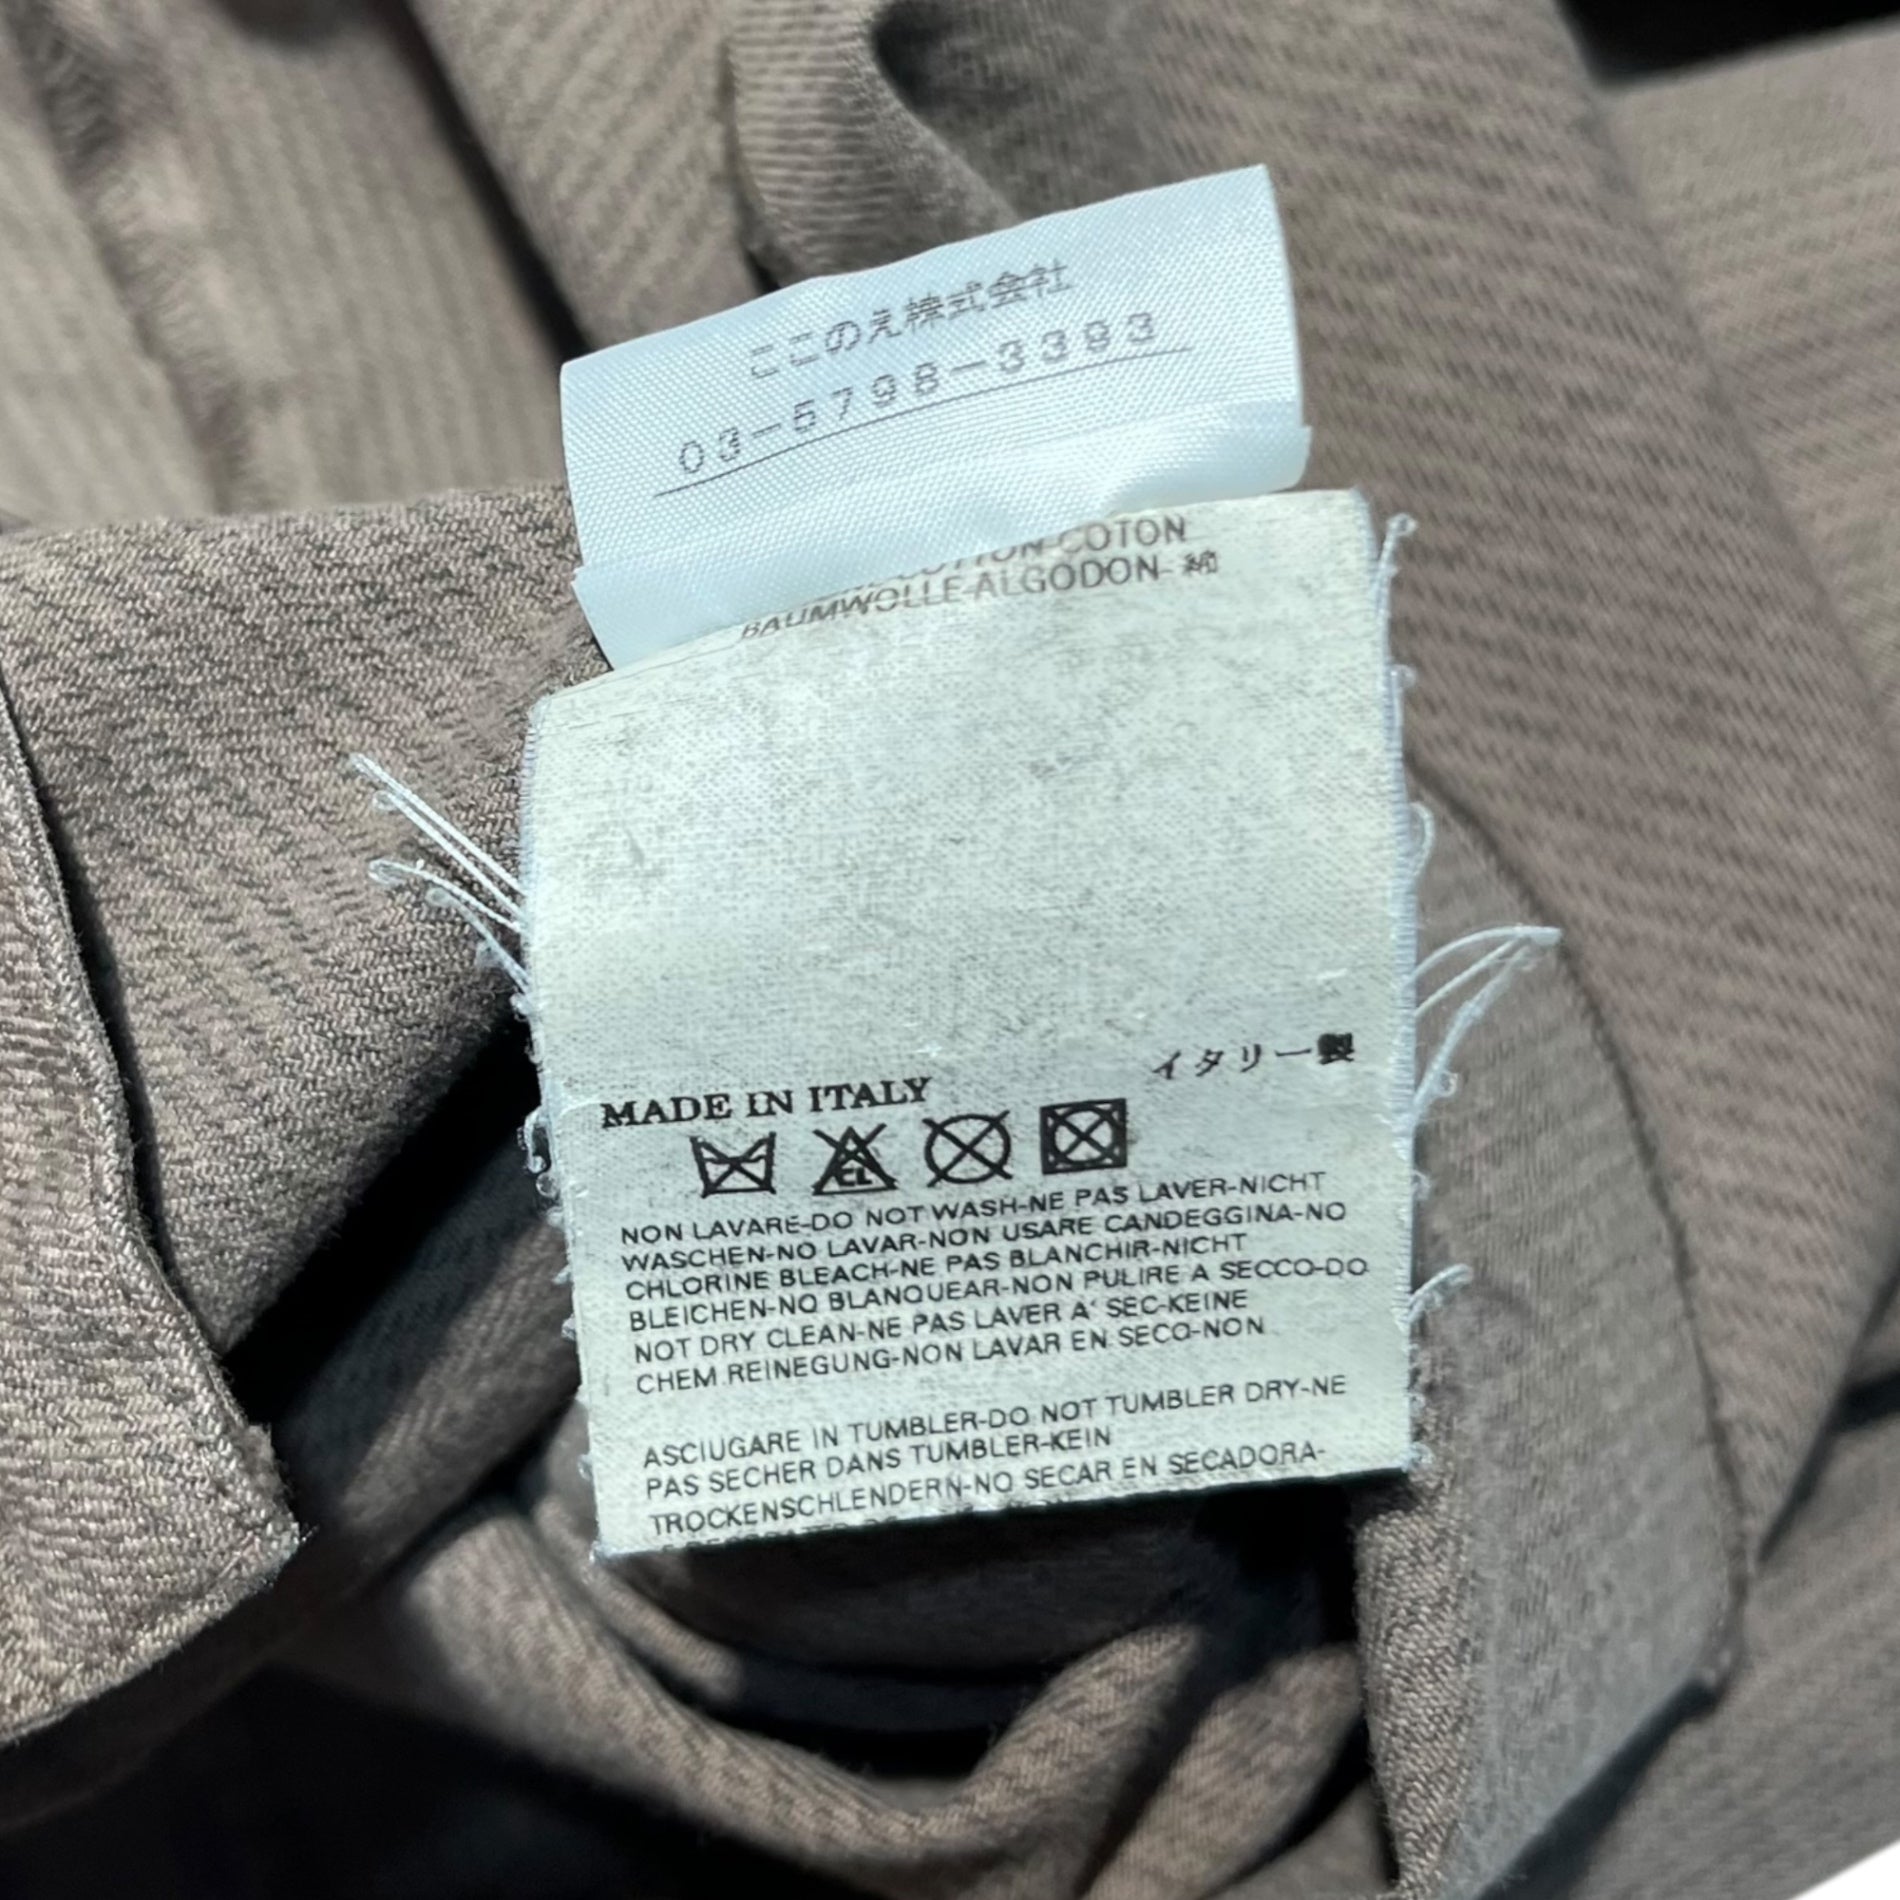 ここのえ株式会社
03-5798-3393
COTTON-COTON
BAUMWOLLE-ALGODON- 綿
イタリー製
MADE IN ITALY
CL
NON LAVARE-DO NOT WASH-NE PAS LAVER-NICHT
WASCHEN-NO LAVAR-NON USARE CANDEGGINA-NO
CHLORINE BLEACH-NE PAS BLANCHIR-NICHT
BLEICHEN-NO BLANQUEAR-NON PULIRE A SECCO-DO
NOT DRY CLEAN-NE PAS LAVER A' SEC-KEINE
CHEM.REINEGUNG-NON LAVAR EN SECO-NON
ASCIUGARE IN TUMBLER-DO NOT TUMBLER DRY-NE
PAS SECHER DANS TUMBLER-KEIN
TROCKENSCHLENDERN-NO SECAR EN SECADORA-